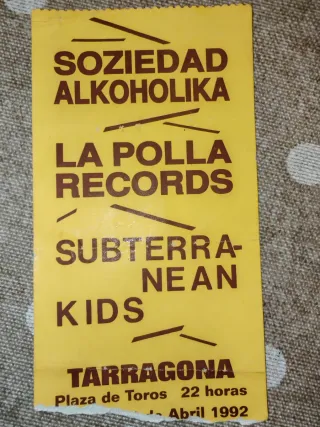 SOZIEDAD
ALKOHOLIKA
LA POLLA
RECORDS
SUBTERRA-
NEAN
KIDS
TARRAGONA
Plaza de Toros 22 horas
Abril 1992